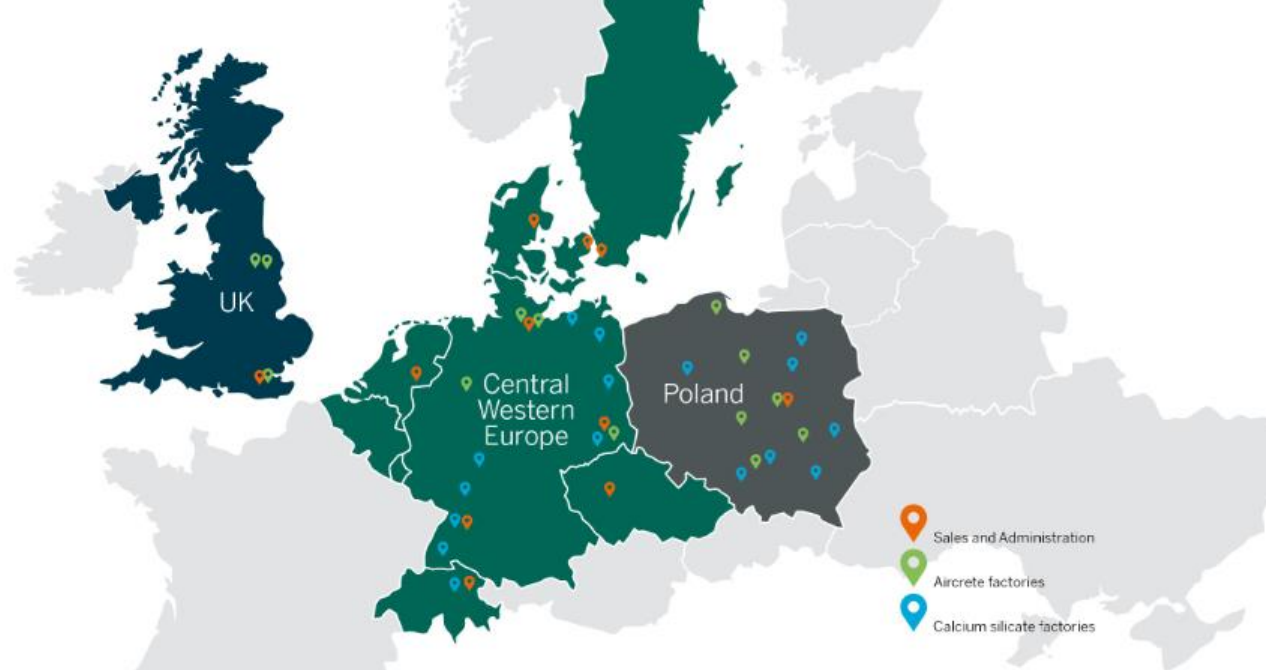 UK
Central
Western
Europe
Poland
Sales and Administration
Aircrete factories
Calcium silicate factories